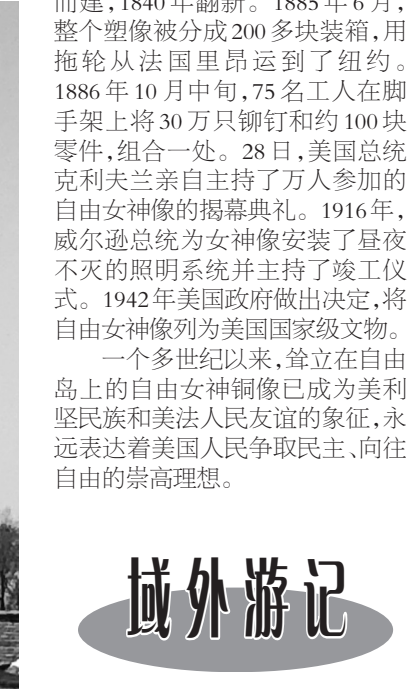 而建,1840年翻新。1885年6月,
整个塑像被分成200多块装箱,用
拖轮从法国里昂运到了纽约。
1886年10月中旬,75名工人在脚
手架上将30万只铆钉和约100块
零件,组合一处。28日,美国总统
克利夫兰亲自主持了万人参加的
自由女神像的揭幕典礼。1916年,
威尔逊总统为女神像安装了昼夜
不灭的照明系统并主持了竣工仪
式。1942年美国政府做出决定,将
自由女神像列为美国国家级文物。
一个多世纪以来,耸立在自由
岛上的自由女神铜像已成为美利
坚民族和美法人民友谊的象征,永
远表达着美国人民争取民主、向往
自由的崇高理想。
域外游记